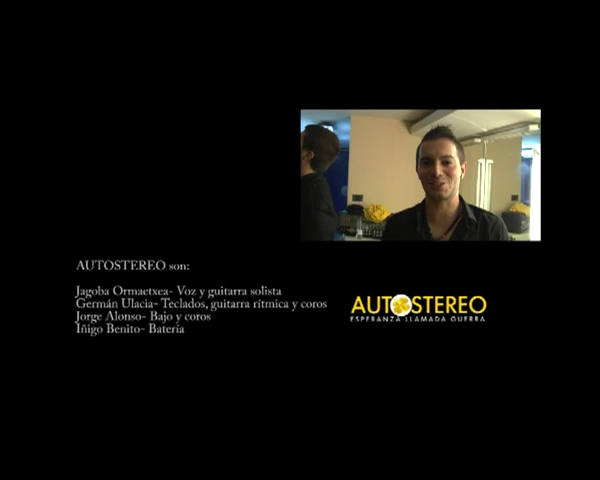 AUTOSTEREO son:
Jagoba Ormaetxea- Voz y guitarra solista
Germán Ulacia- Teclados, guitarra rítmica y coros
Jorge Alonso- Bajo y coros
Iñigo Benito- Batería
AUTOSTEREO
ESPERANZA LLAMADA GUERRA